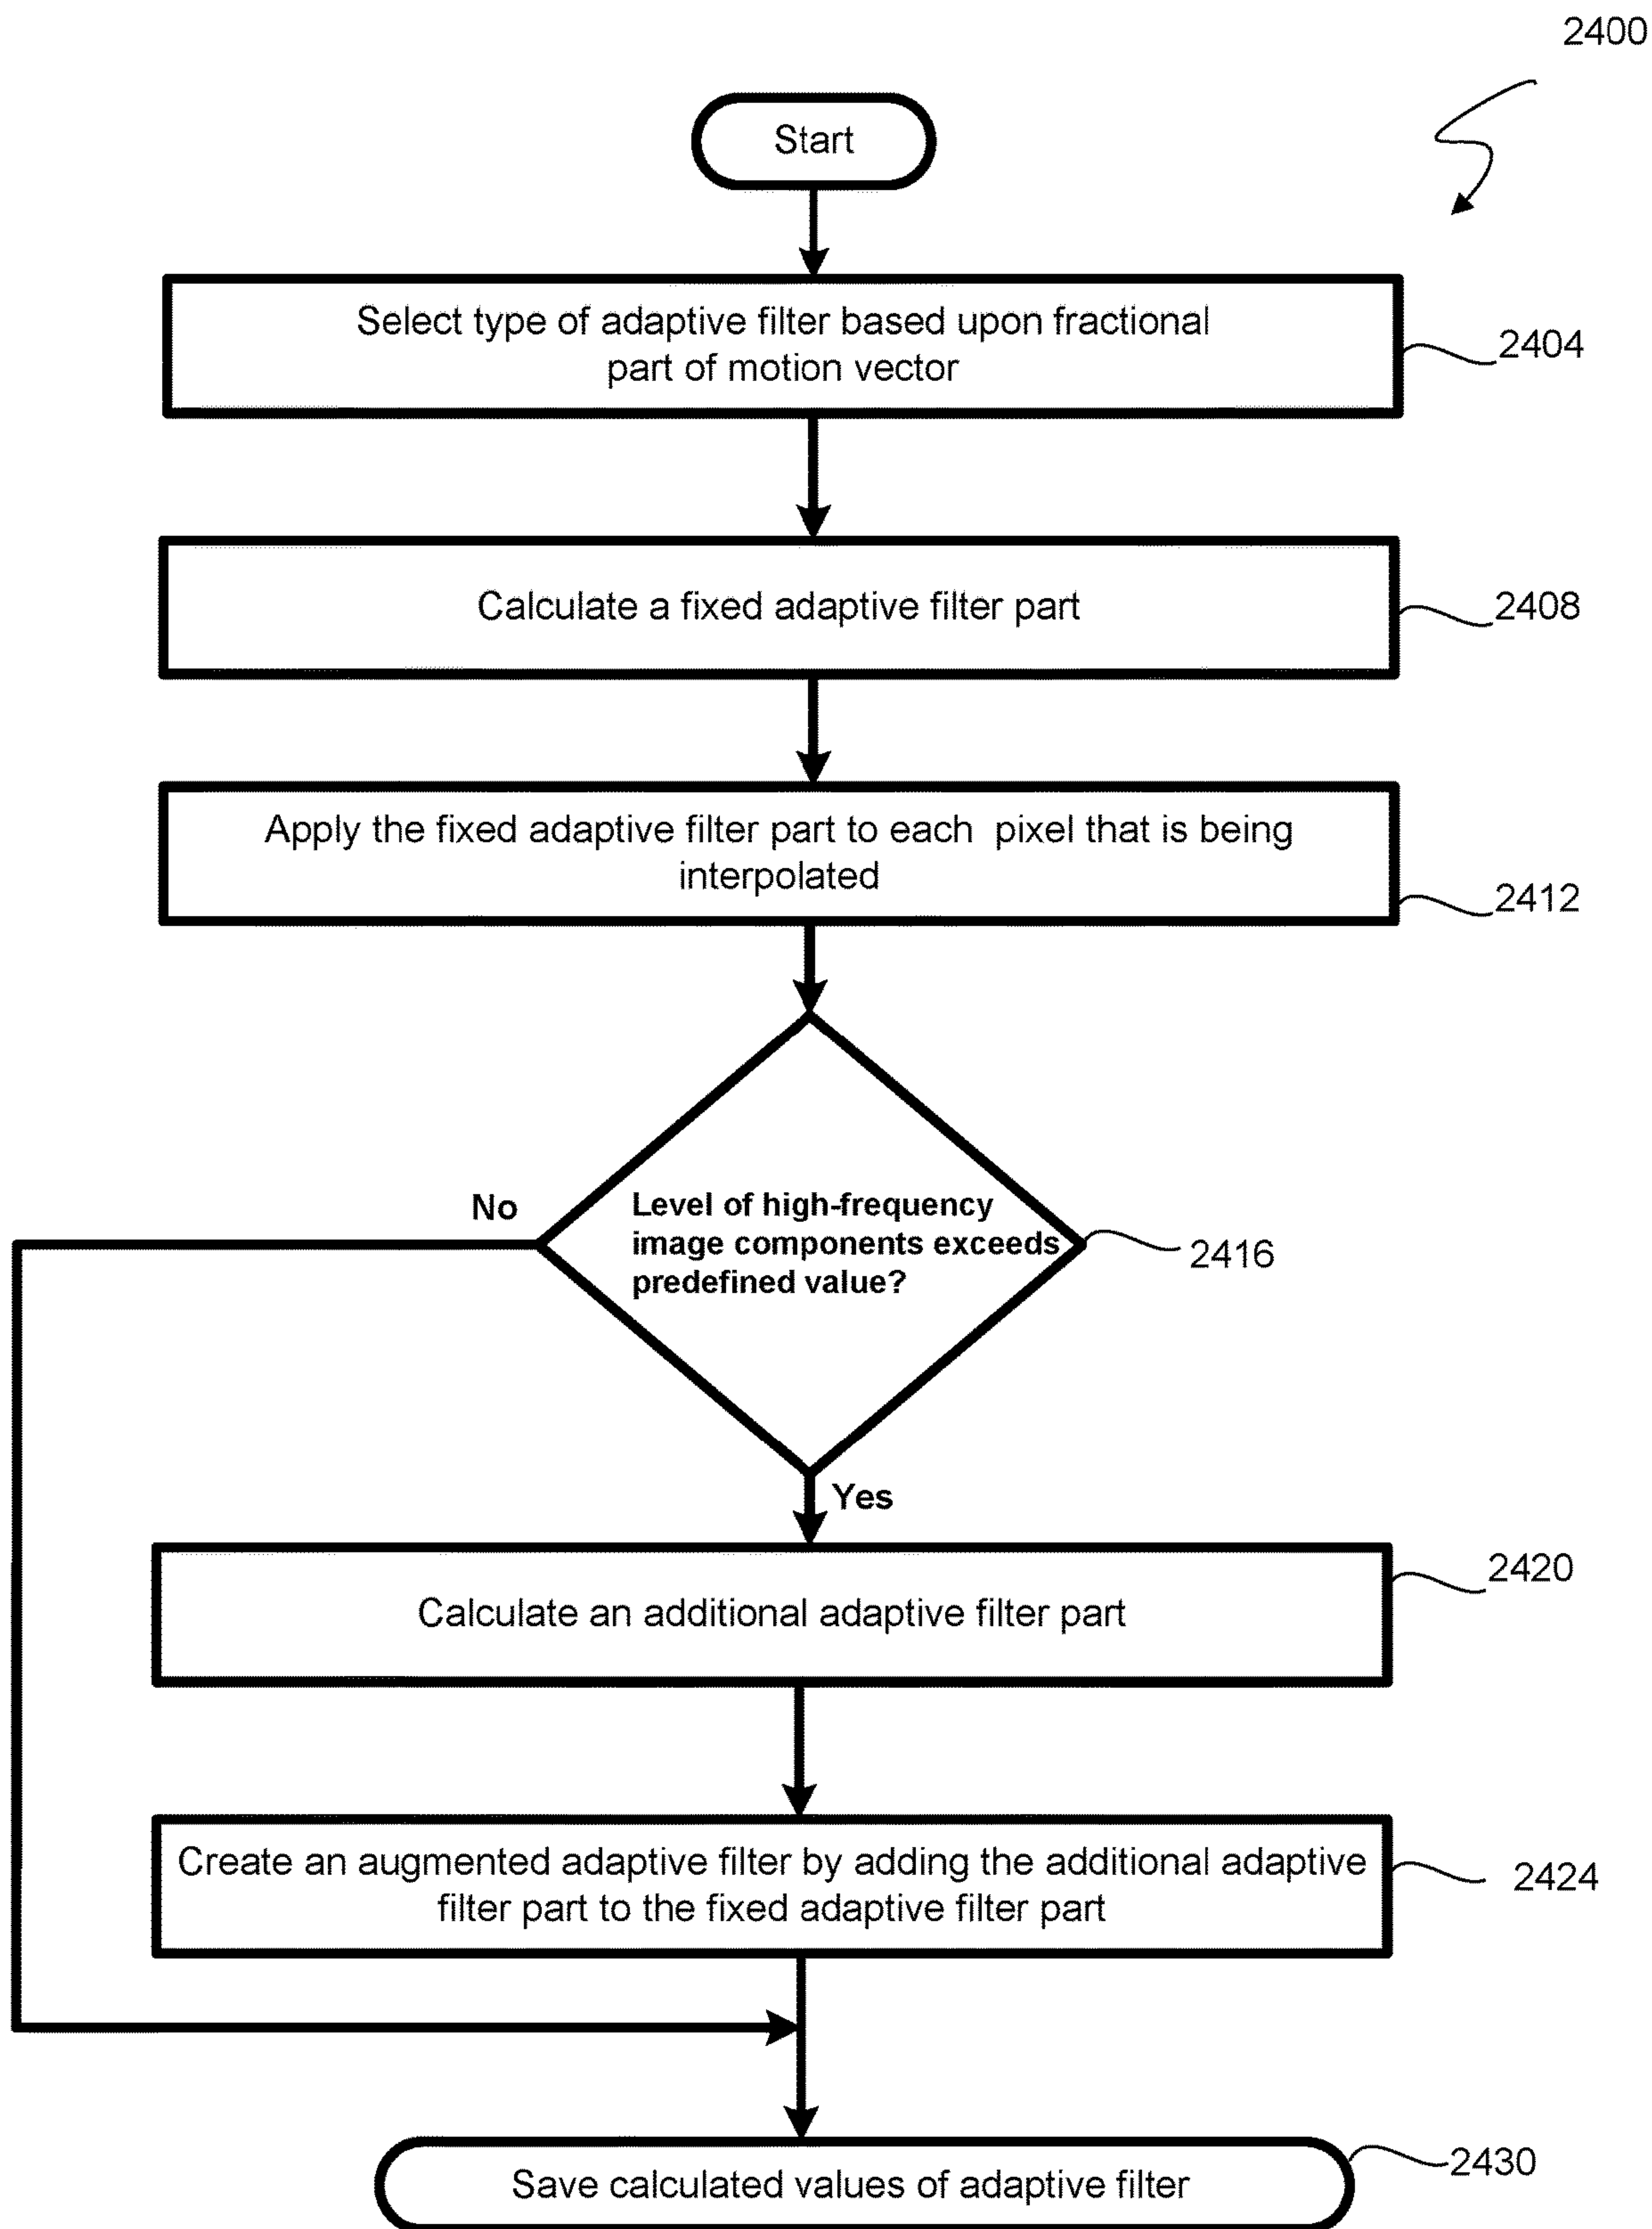 2400
Start
Select type of adaptive filter based upon fractional
part of motion vector
2404
Calculate a fixed adaptive filter part
2408
Apply the fixed adaptive filter part to each pixel that is being
interpolated
2412
No
Level of high-frequency
image components exceeds
predefined value?
2416
Yes
2420
Calculate an additional adaptive filter part
Create an augmented adaptive filter by adding the additional adaptive
filter part to the fixed adaptive filter part
2424
Save calculated values of adaptive filter
2430